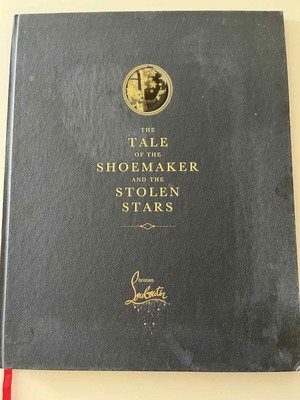 THE
TALE
OF THE
SHOEMAKER
AND THE
STOLEN
STARS
Christian
Louboutin